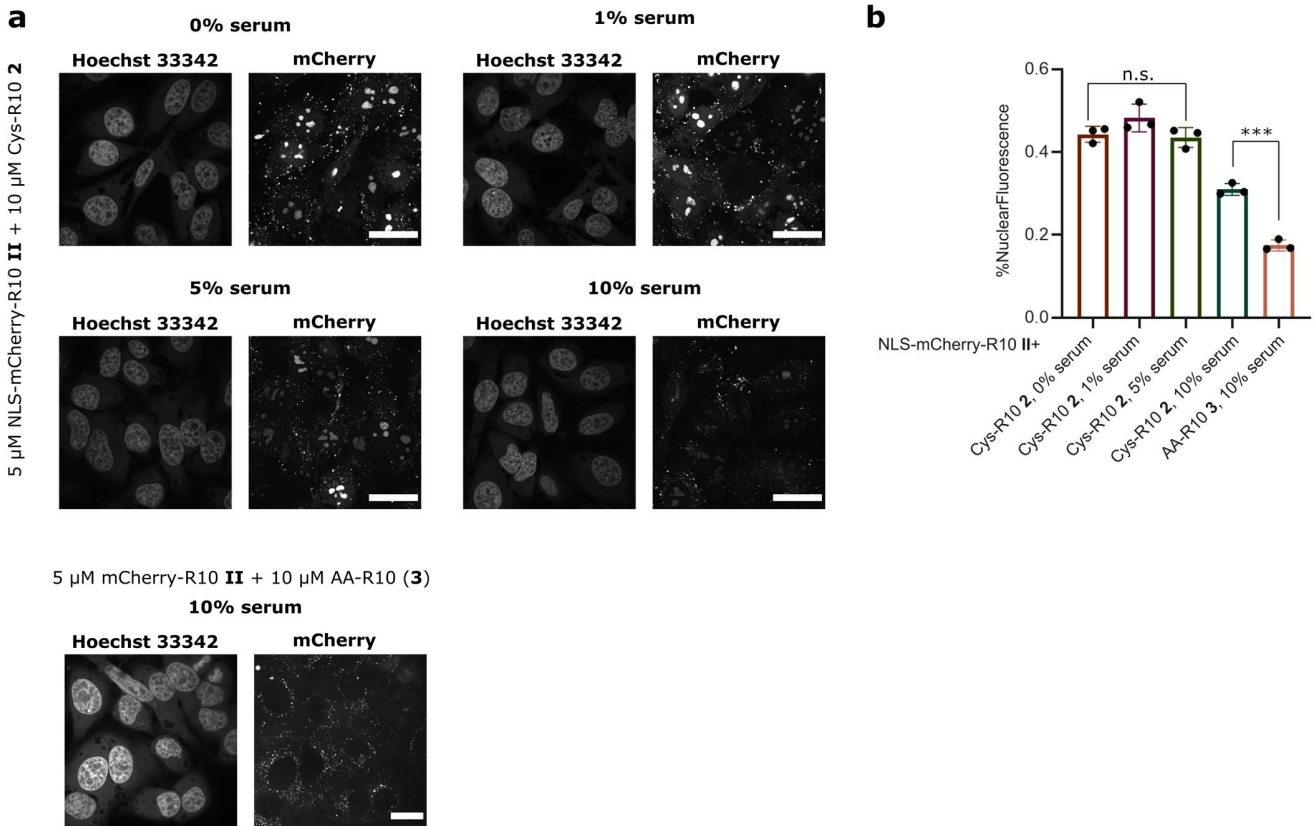 a
5 µM NLS-mCherry-R10 II + 10 µM Cys-R10 2
0% serum
Hoechst 33342 mCherry
1% serum
Hoechst 33342 mCherry
5% serum
Hoechst 33342 mCherry
10% serum
Hoechst 33342 mCherry
5 µM mCherry-R10 II + 10 µM AA-R10 (3)
10% serum
Hoechst 33342 mCherry
b
%NuclearFluorescence
0.6
0.4
0.2
0.0
n.s.
***
NLS-mCherry-R10 II+
Cys-R10 2, 0% serum
Cys-R10 2, 1% serum
Cys-R10 2, 5% serum
Cys-R10 2, 10% serum
AA-R10 3, 10% serum